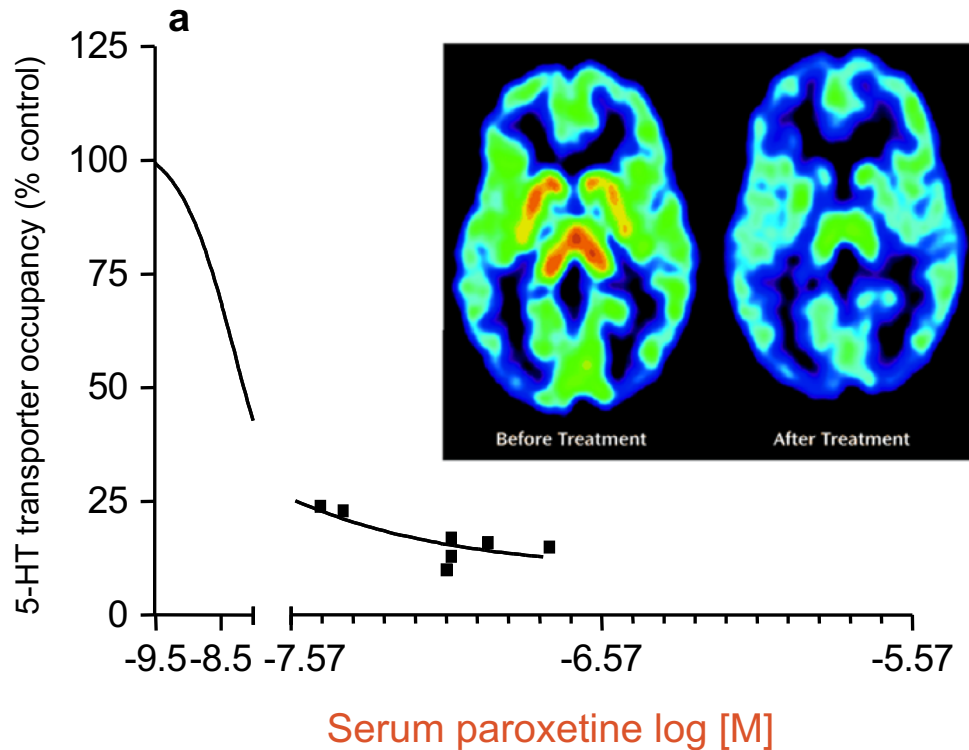 a
5-HT transporter occupancy (% control)
125
100
75
50
25
0
Before Treatment
After Treatment
-9.5 -8.5 -7.57 -6.57 -5.57
Serum paroxetine log [M]